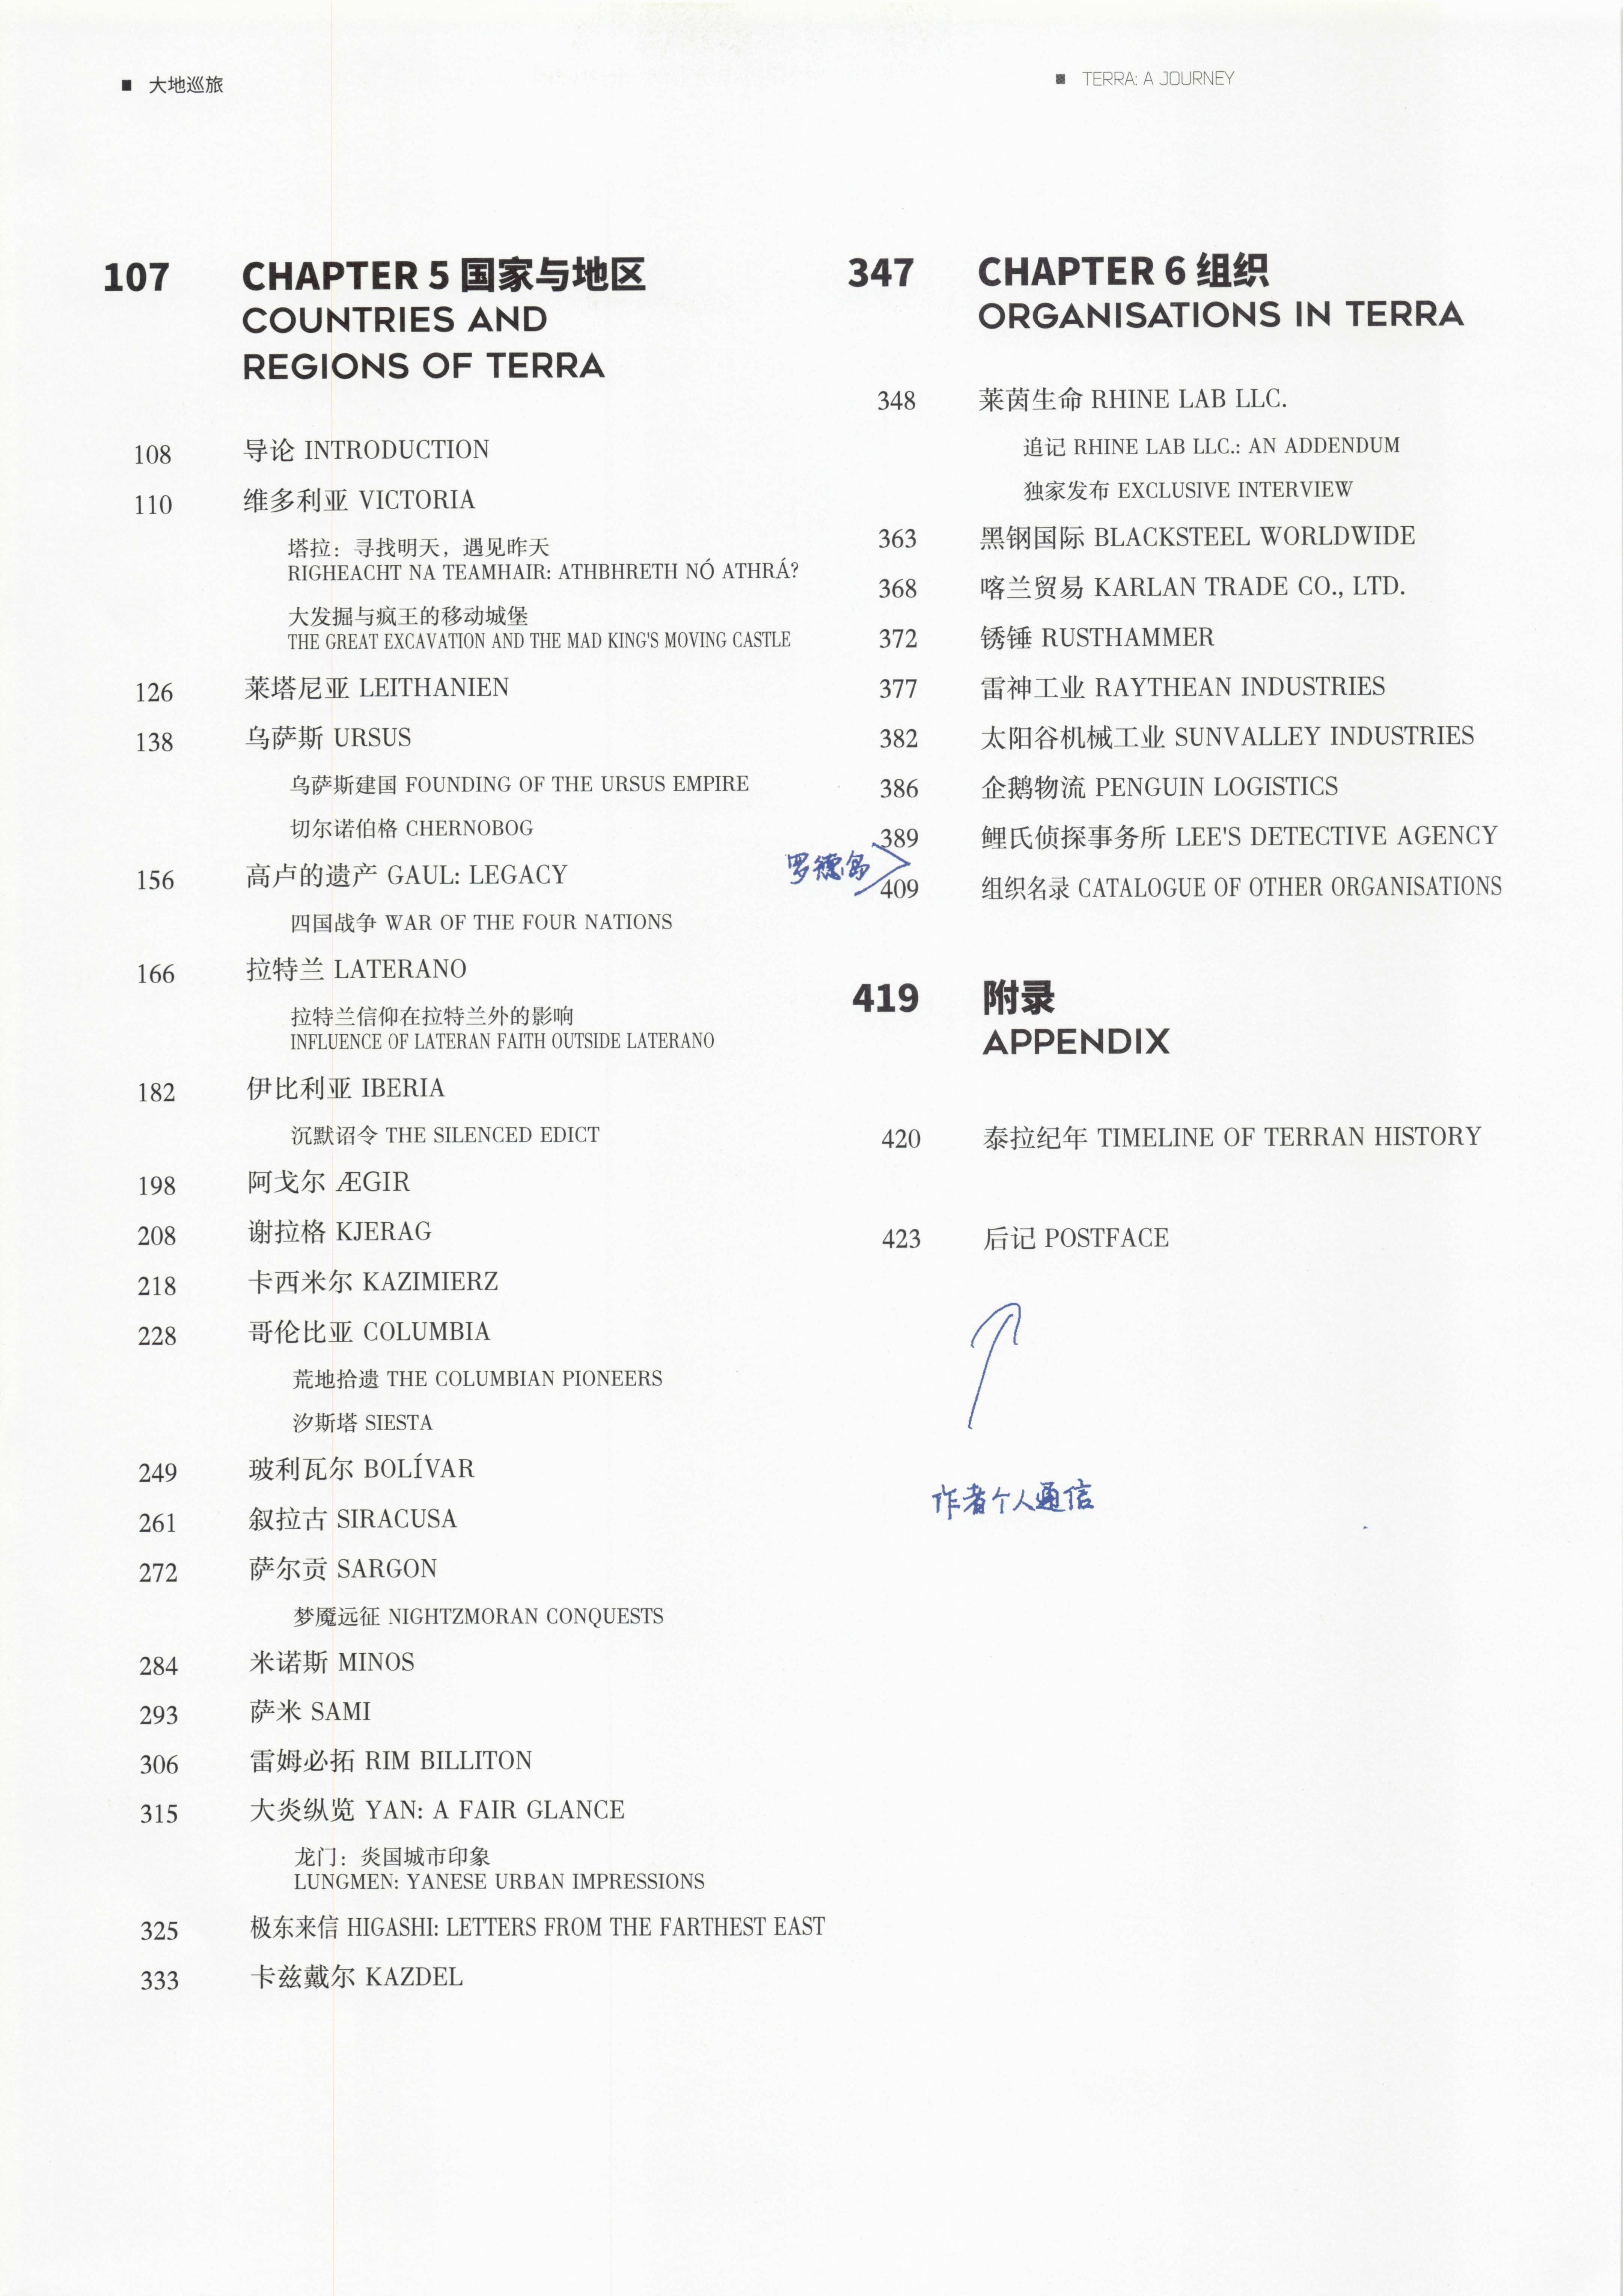 ■ 大地巡旅
■ TERRA: A JOURNEY
107 CHAPTER 5 国家与地区
COUNTRIES AND
REGIONS OF TERRA
108 导论 INTRODUCTION
110 维多利亚 VICTORIA
塔拉：寻找明天，遇见昨天
RIGHEACHT NA TEAMHAIR: ATHBHRETH NÓ ATHRÁ?
大发掘与疯王的移动城堡
THE GREAT EXCAVATION AND THE MAD KING'S MOVING CASTLE
126 莱塔尼亚 LEITHANIEN
138 乌萨斯 URSUS
乌萨斯建国 FOUNDING OF THE URSUS EMPIRE
切尔诺伯格 CHERNOBOG
156 高卢的遗产 GAUL: LEGACY
四国战争 WAR OF THE FOUR NATIONS
166 拉特兰 LATERANO
拉特兰信仰在拉特兰外的影响
INFLUENCE OF LATERAN FAITH OUTSIDE LATERANO
182 伊比利亚 IBERIA
沉默诏令 THE SILENCED EDICT
198 阿戈尔 ÆGIR
208 谢拉格 KJERAG
218 卡西米尔 KAZIMIERZ
228 哥伦比亚 COLUMBIA
荒地拾遗 THE COLUMBIAN PIONEERS
汐斯塔 SIESTA
249 玻利瓦尔 BOLÍVAR
261 叙拉古 SIRACUSA
272 萨尔贡 SARGON
梦魇远征 NIGHTZMORAN CONQUESTS
284 米诺斯 MINOS
293 萨米 SAMI
306 雷姆必拓 RIM BILLITON
315 大炎纵览 YAN: A FAIR GLANCE
龙门：炎国城市印象
LUNGMEN: YANESE URBAN IMPRESSIONS
325 极东来信 HIGASHI: LETTERS FROM THE FARTHEST EAST
333 卡兹戴尔 KAZDEL
347 CHAPTER 6 组织
ORGANISATIONS IN TERRA
348 莱茵生命 RHINE LAB LLC.
追记 RHINE LAB LLC.: AN ADDENDUM
独家发布 EXCLUSIVE INTERVIEW
363 黑钢国际 BLACKSTEEL WORLDWIDE
368 喀兰贸易 KARLAN TRADE CO., LTD.
372 锈锤 RUSTHAMMER
377 雷神工业 RAYTHEAN INDUSTRIES
382 太阳谷机械工业 SUNVALLEY INDUSTRIES
386 企鹅物流 PENGUIN LOGISTICS
389 鲤氏侦探事务所 LEE'S DETECTIVE AGENCY
罗德岛
409 组织名录 CATALOGUE OF OTHER ORGANISATIONS
419 附录
APPENDIX
420 泰拉纪年 TIMELINE OF TERRAN HISTORY
423 后记 POSTFACE
作者个人通信